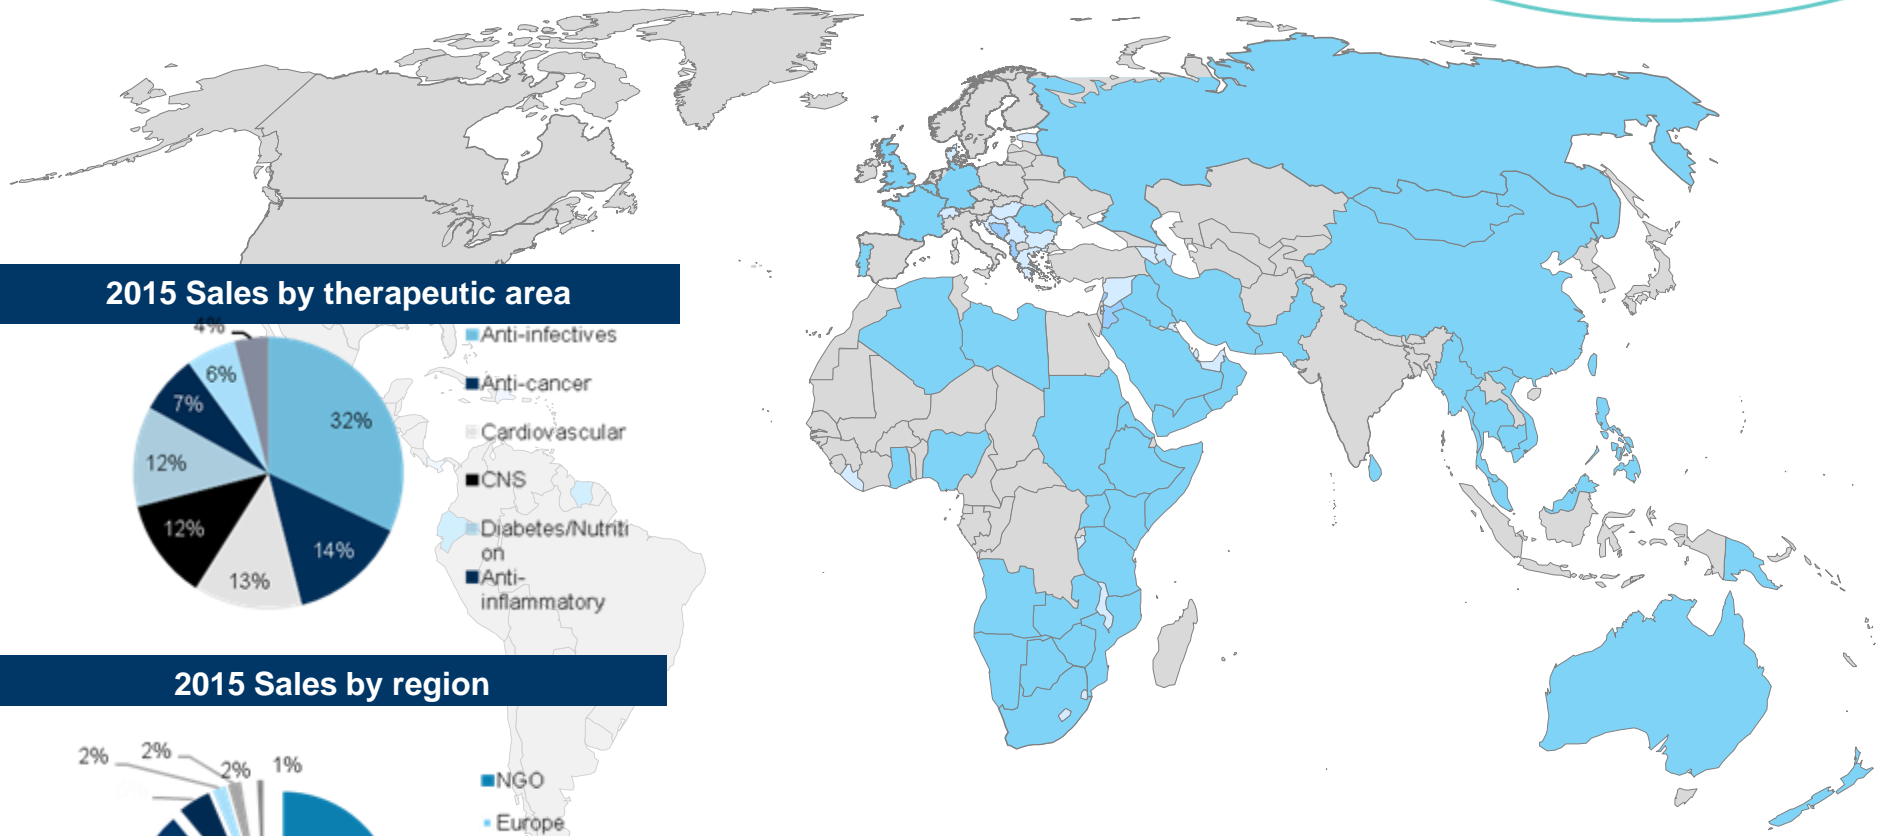 2015 Sales by therapeutic area
4%
6%
7%
32%
12%
12%
14%
13%
Anti-infectives
Anti-cancer
Cardiovascular
CNS
Diabetes/Nutriti
on
Anti-
inflammatory
2015 Sales by region
2%
2%
2%
1%
NGO
Europe